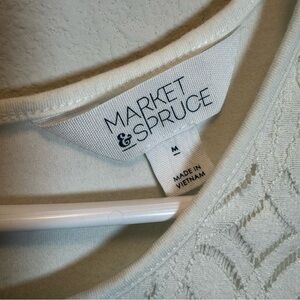 MARKET
& SPRUCE
M
MADE IN
VIETNAM